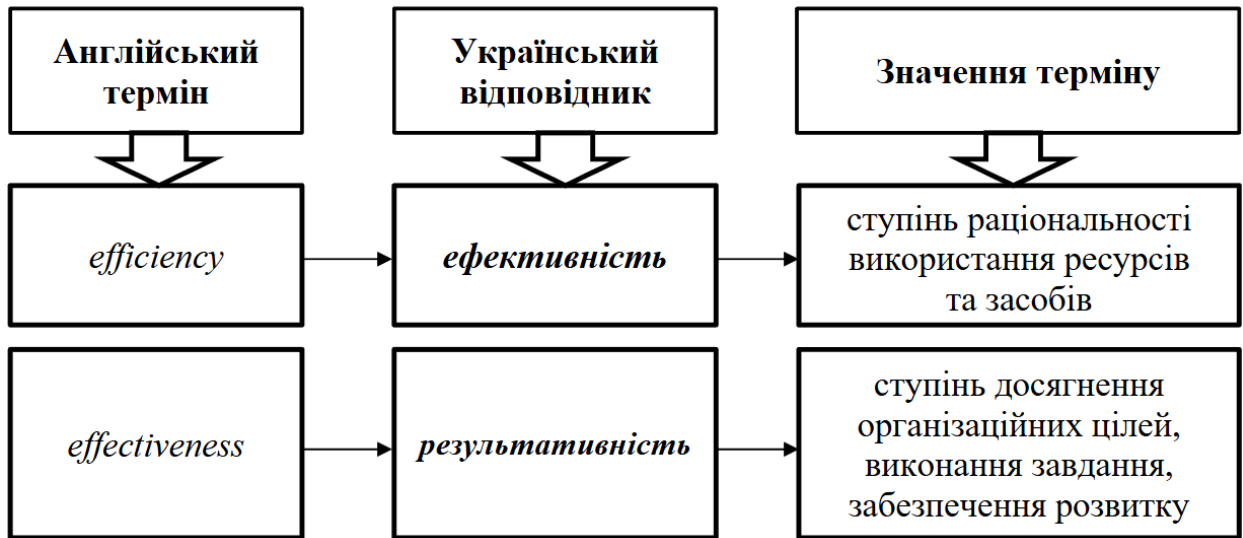 Англійський
термін
Український
відповідник
Значення терміну
efficiency
ефективність
ступінь раціональності
використання ресурсів
та засобів
effectiveness
результативність
ступінь досягнення
організаційних цілей,
виконання завдання,
забезпечення розвитку